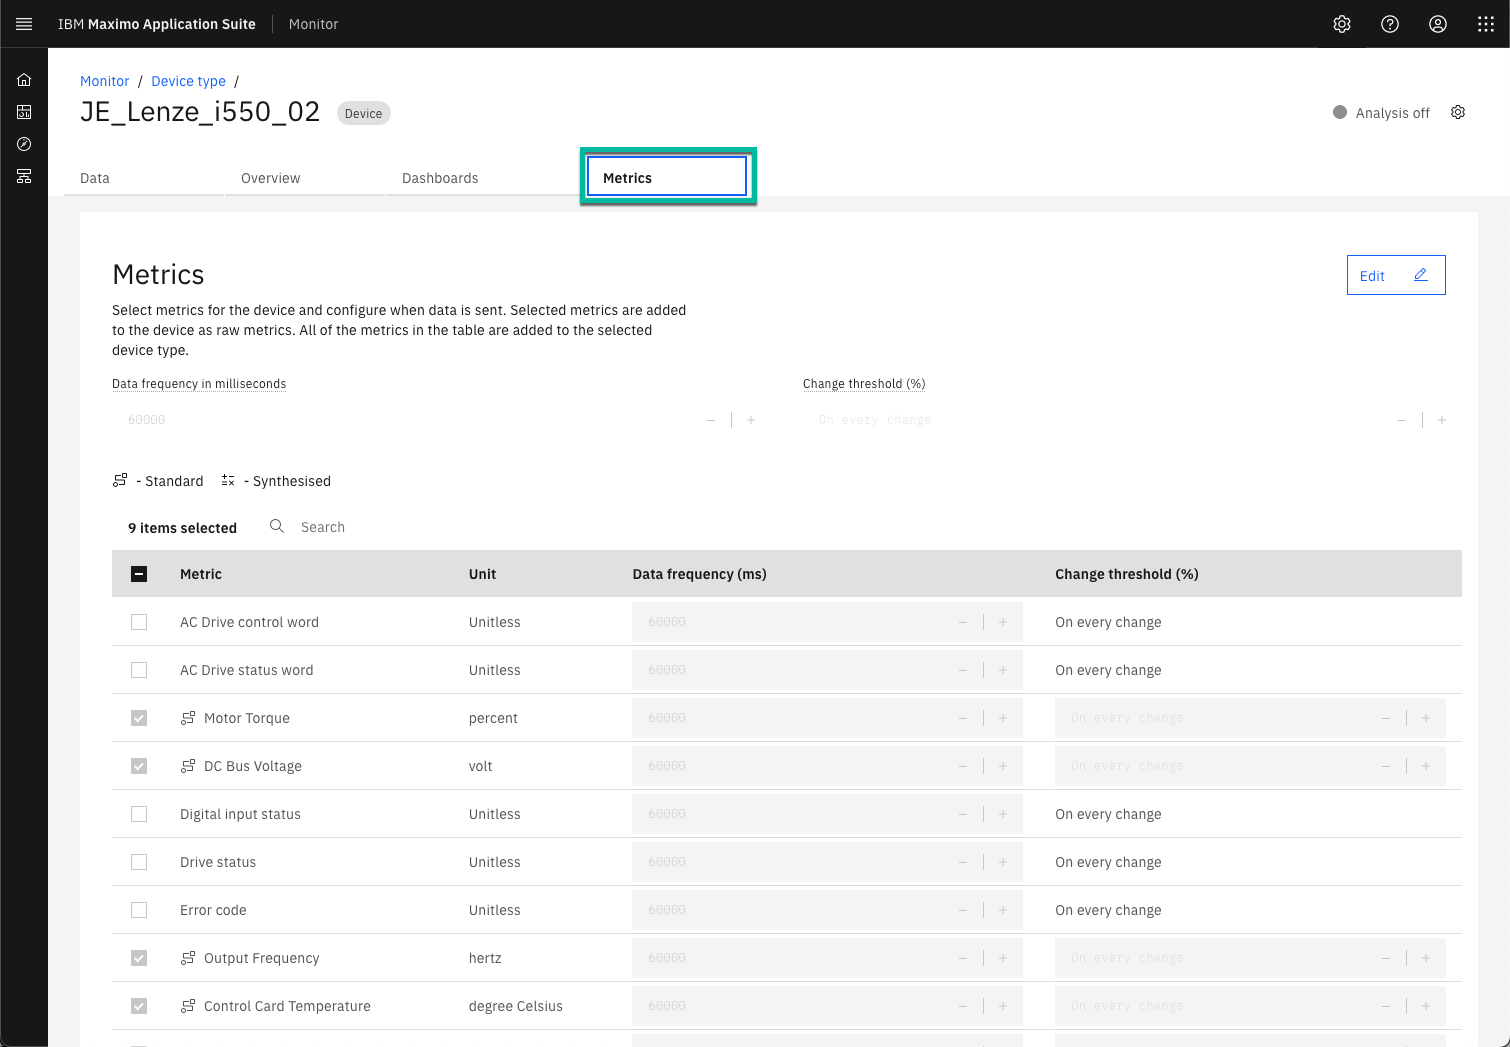 IBM Maximo Application Suite | Monitor
Monitor / Device type /
JE_Lenze_i550_02 Device
Analysis off
Data Overview Dashboards Metrics
Metrics
Edit
Select metrics for the device and configure when data is sent. Selected metrics are added
to the device as raw metrics. All of the metrics in the table are added to the selected
device type.
Data frequency in milliseconds Change threshold (%)
60000 On every change
- Standard - Synthesised
9 items selected Search
Metric Unit Data frequency (ms) Change threshold (%)
AC Drive control word Unitless 60000 On every change
AC Drive status word Unitless 60000 On every change
Motor Torque percent 60000 On every change
DC Bus Voltage volt 60000 On every change
Digital input status Unitless 60000 On every change
Drive status Unitless 60000 On every change
Error code Unitless 60000 On every change
Output Frequency hertz 60000 On every change
Control Card Temperature degree Celsius 60000 On every change